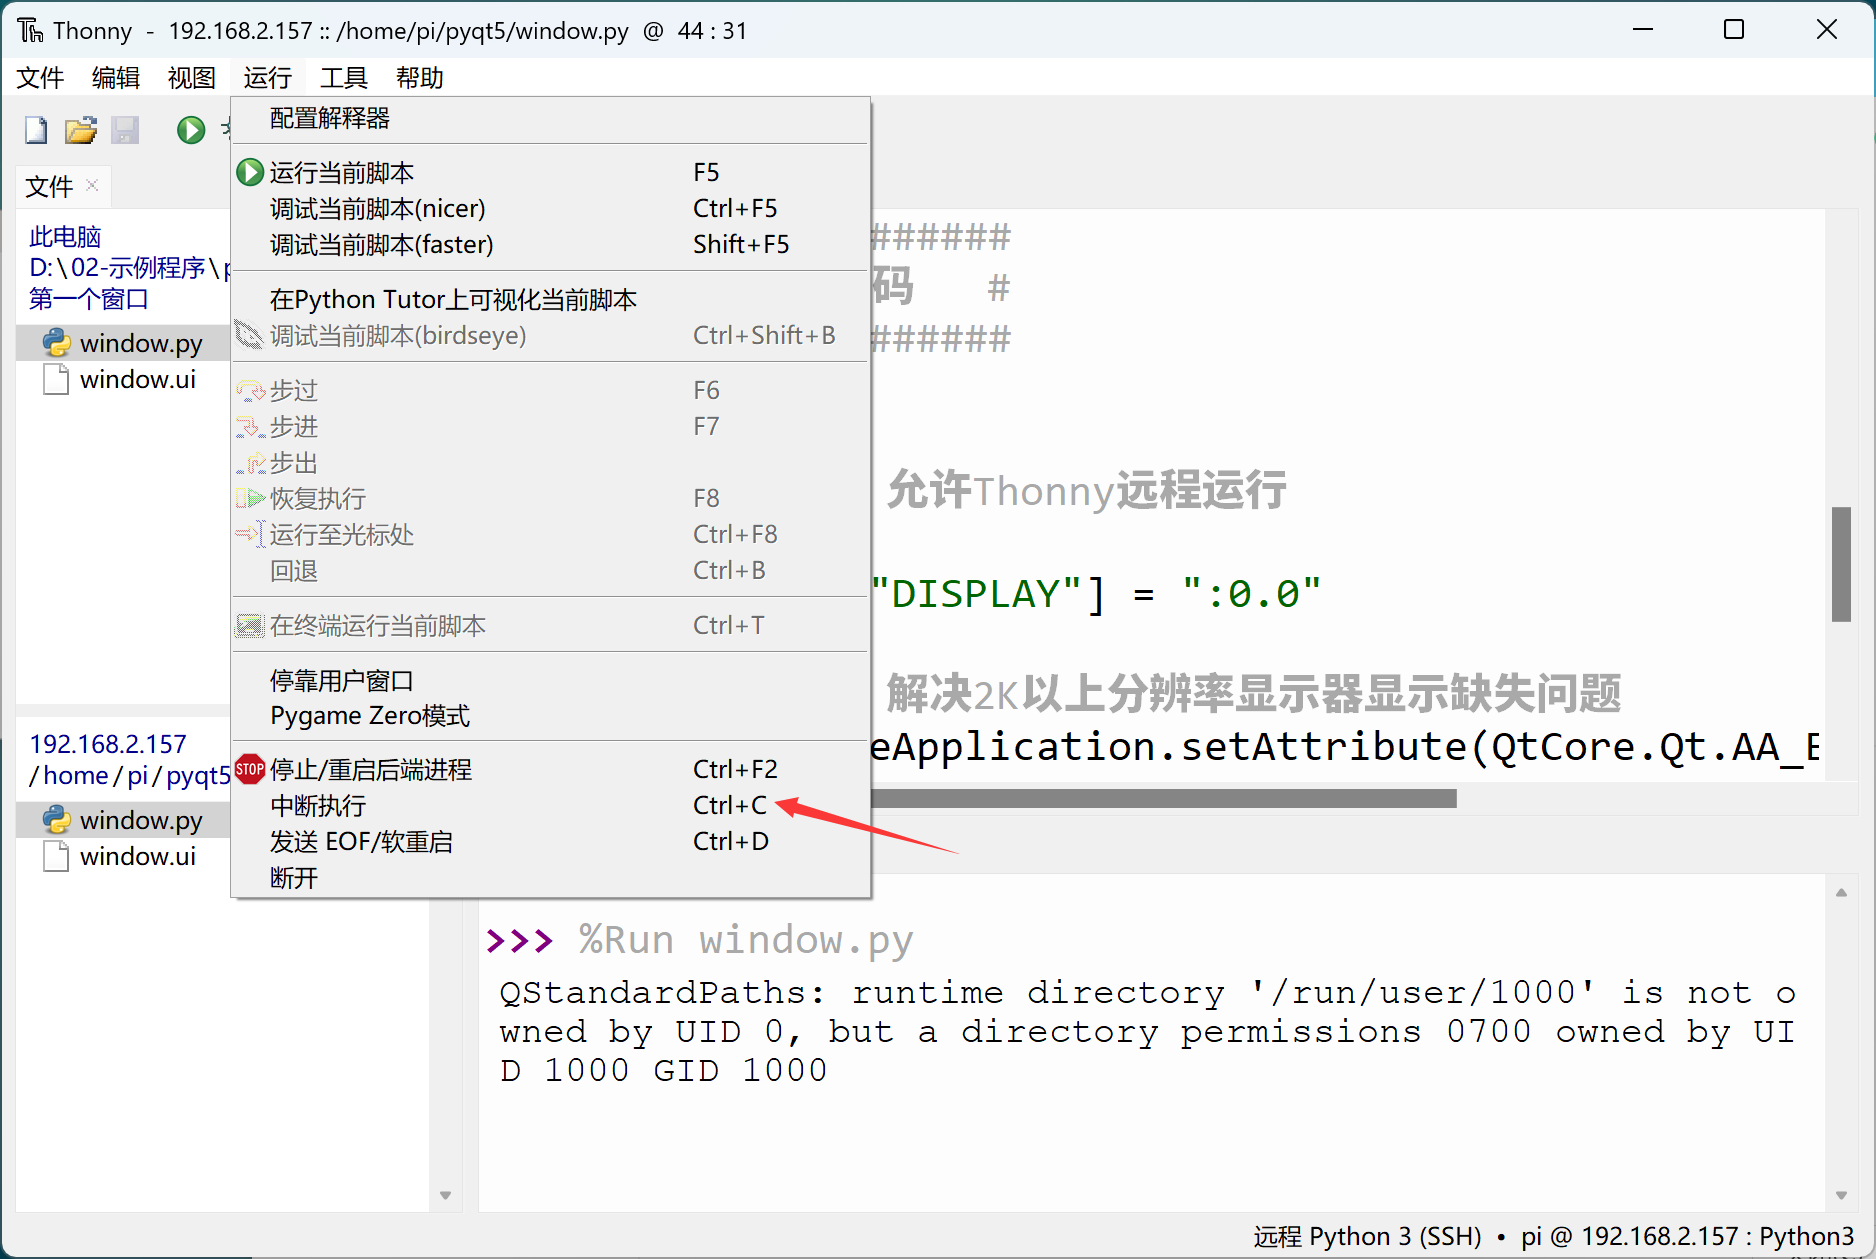 Thonny - 192.168.2.157 :: /home/pi/pyqt5/window.py @ 44 : 31
文件 编辑 视图 运行 工具 帮助
配置解释器
运行当前脚本 F5
调试当前脚本(nicer) Ctrl+F5
调试当前脚本(faster) Shift+F5
在Python Tutor上可视化当前脚本
调试当前脚本(birdseye) Ctrl+Shift+B
步过 F6
步进 F7
步出
恢复执行 F8
运行至光标处 Ctrl+F8
回退 Ctrl+B
在终端运行当前脚本 Ctrl+T
停靠用户窗口
Pygame Zero模式
STOP 停止/重启后端进程 Ctrl+F2
中断执行 Ctrl+C
发送 EOF/软重启 Ctrl+D
断开
文件
此电脑
D:\02-示例程序\p
第一个窗口
window.py
window.ui
192.168.2.157
/home/pi/pyqt5
window.py
window.ui
######
码 #
######
允许Thonny远程运行
"DISPLAY"] = ":0.0"
解决2K以上分辨率显示器显示缺失问题
eApplication.setAttribute(QtCore.Qt.AA_E
>>> %Run window.py
QStandardPaths: runtime directory '/run/user/1000' is not o
wned by UID 0, but a directory permissions 0700 owned by UI
D 1000 GID 1000
远程 Python 3 (SSH) • pi @ 192.168.2.157 : Python3